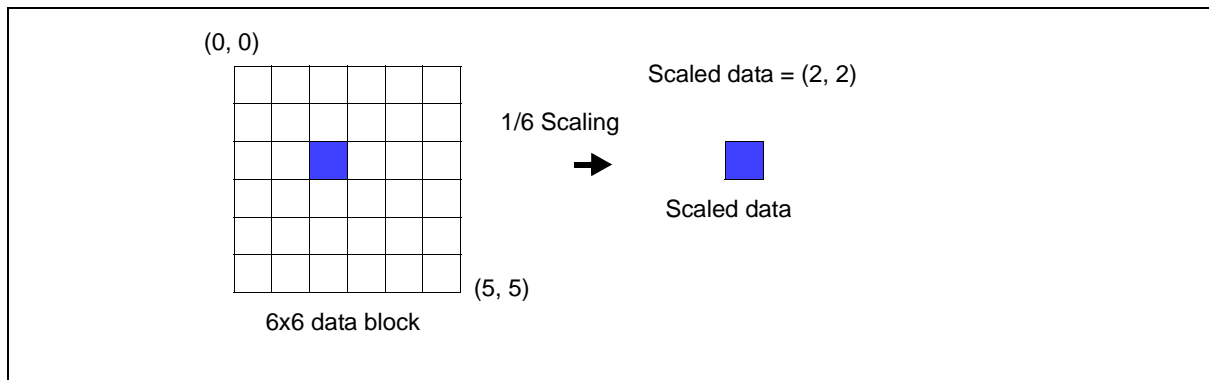 (0, 0)
Scaled data = (2, 2)
1/6 Scaling
Scaled data
(5, 5)
6x6 data block